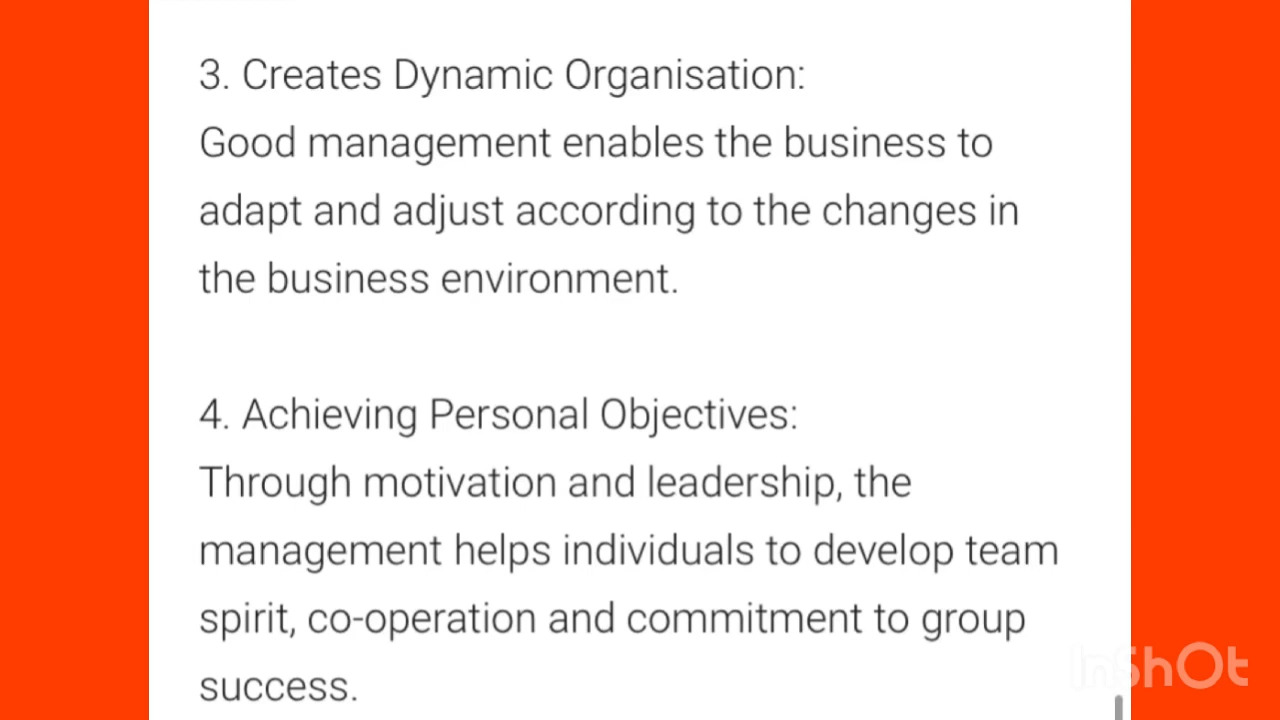 3. Creates Dynamic Organisation:
Good management enables the business to
adapt and adjust according to the changes in
the business environment.
4. Achieving Personal Objectives:
Through motivation and leadership, the
management helps individuals to develop team
spirit, co-operation and commitment to group
success.
InShOt